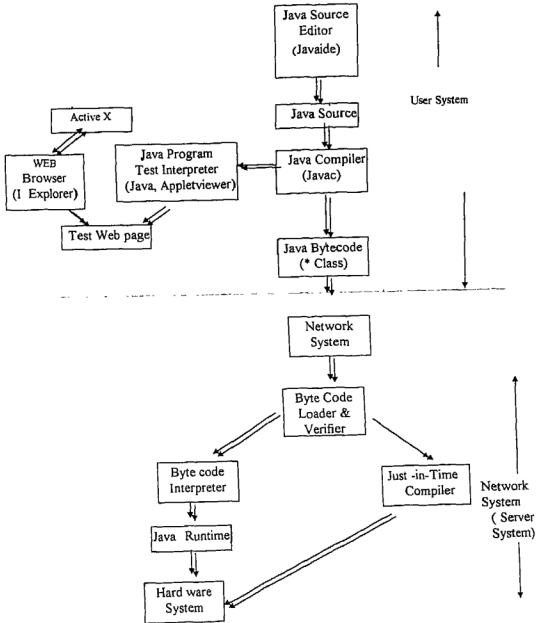 Java Source
Editor
(Javaide)
User System
Java Source
Active X
WEB
Browser
(I Explorer)
Java Program
Test Interpreter
(Java, Appletviewer)
Java Compiler
(Javac)
Test Web page
Java Bytecode
(* Class)
Network
System
Byte Code
Loader &
Verifier
Byte code
Interpreter
Just -in-Time
Compiler
Network
System
( Server
System)
Java Runtime
Hard ware
System